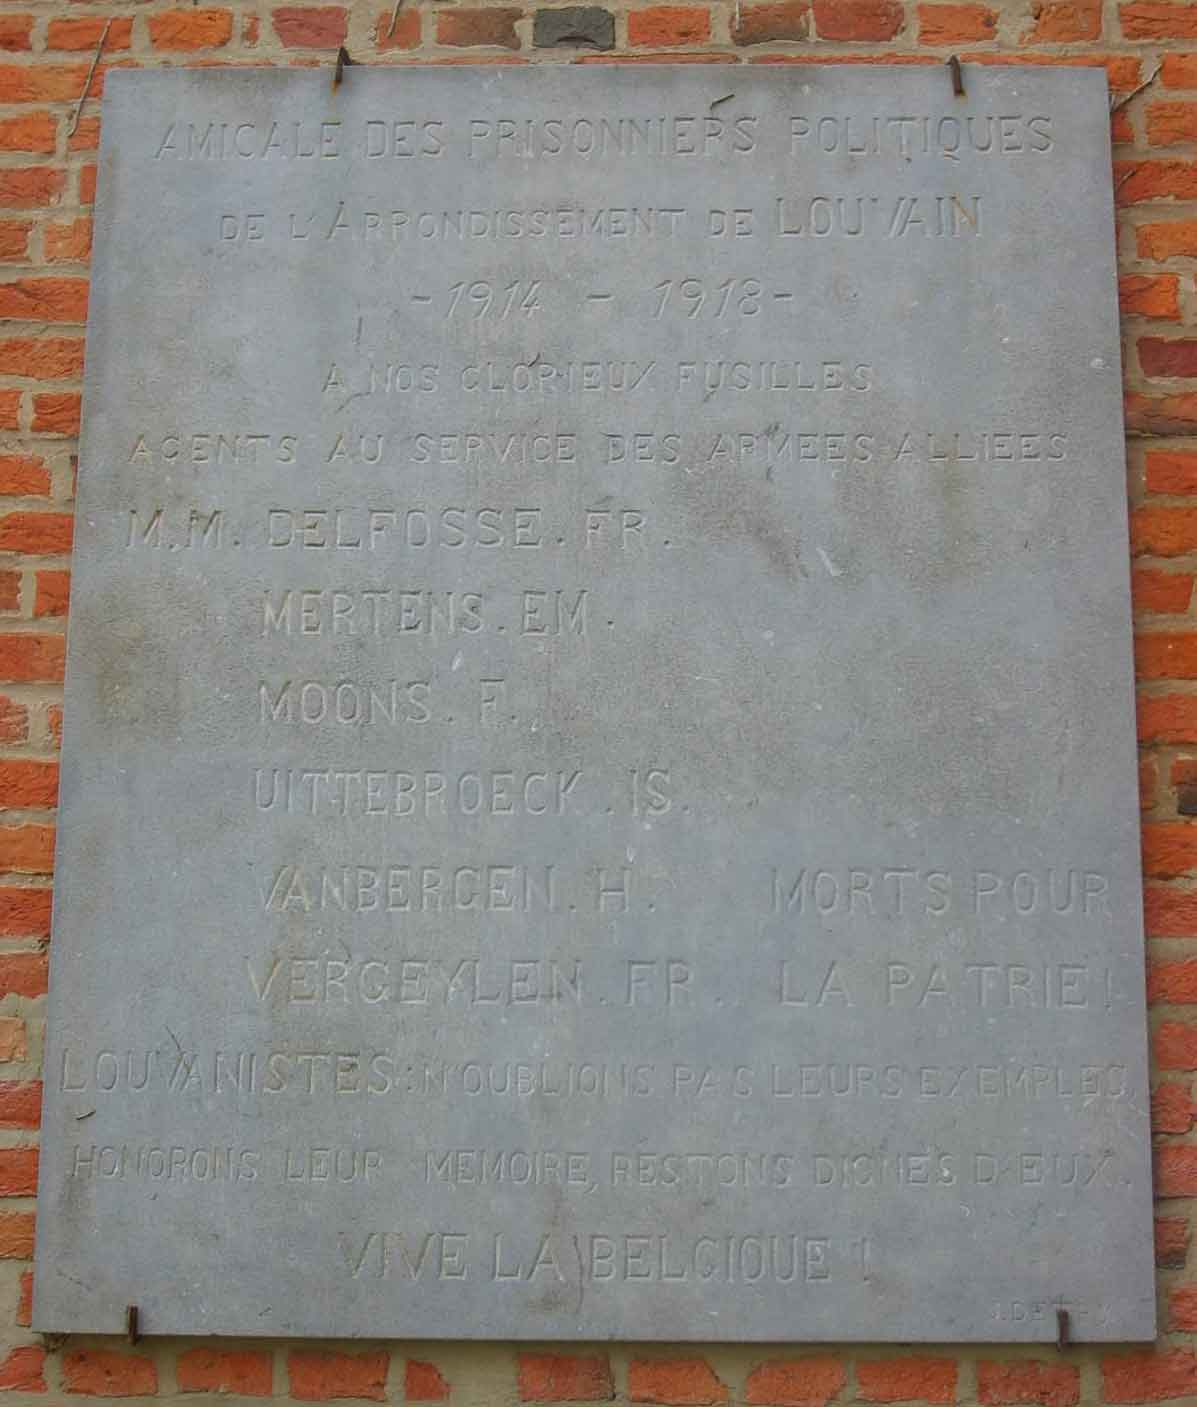 AMICALE DES PRISONNIERS POLITIQUES
DE L'ARRONDISSEMENT DE LOUVAIN
- 1914 - 1918 -
A NOS GLORIEUX FUSILLES
AGENTS AU SERVICE DES ARMEES ALLIEES
M.M. DELFOSSE. FR.
MERTENS. EM.
MOONS. F.
UITTEBROECK. IS.
VANBERGEN. H. MORTS POUR
VERGEYLEN. FR. LA PATRIE!
LOUVANISTES: N'OUBLIONS PAS LEURS EXEMPLES,
HONORONS LEUR MEMOIRE, RESTONS DIGNES D'EUX.
VIVE LA BELGIQUE!